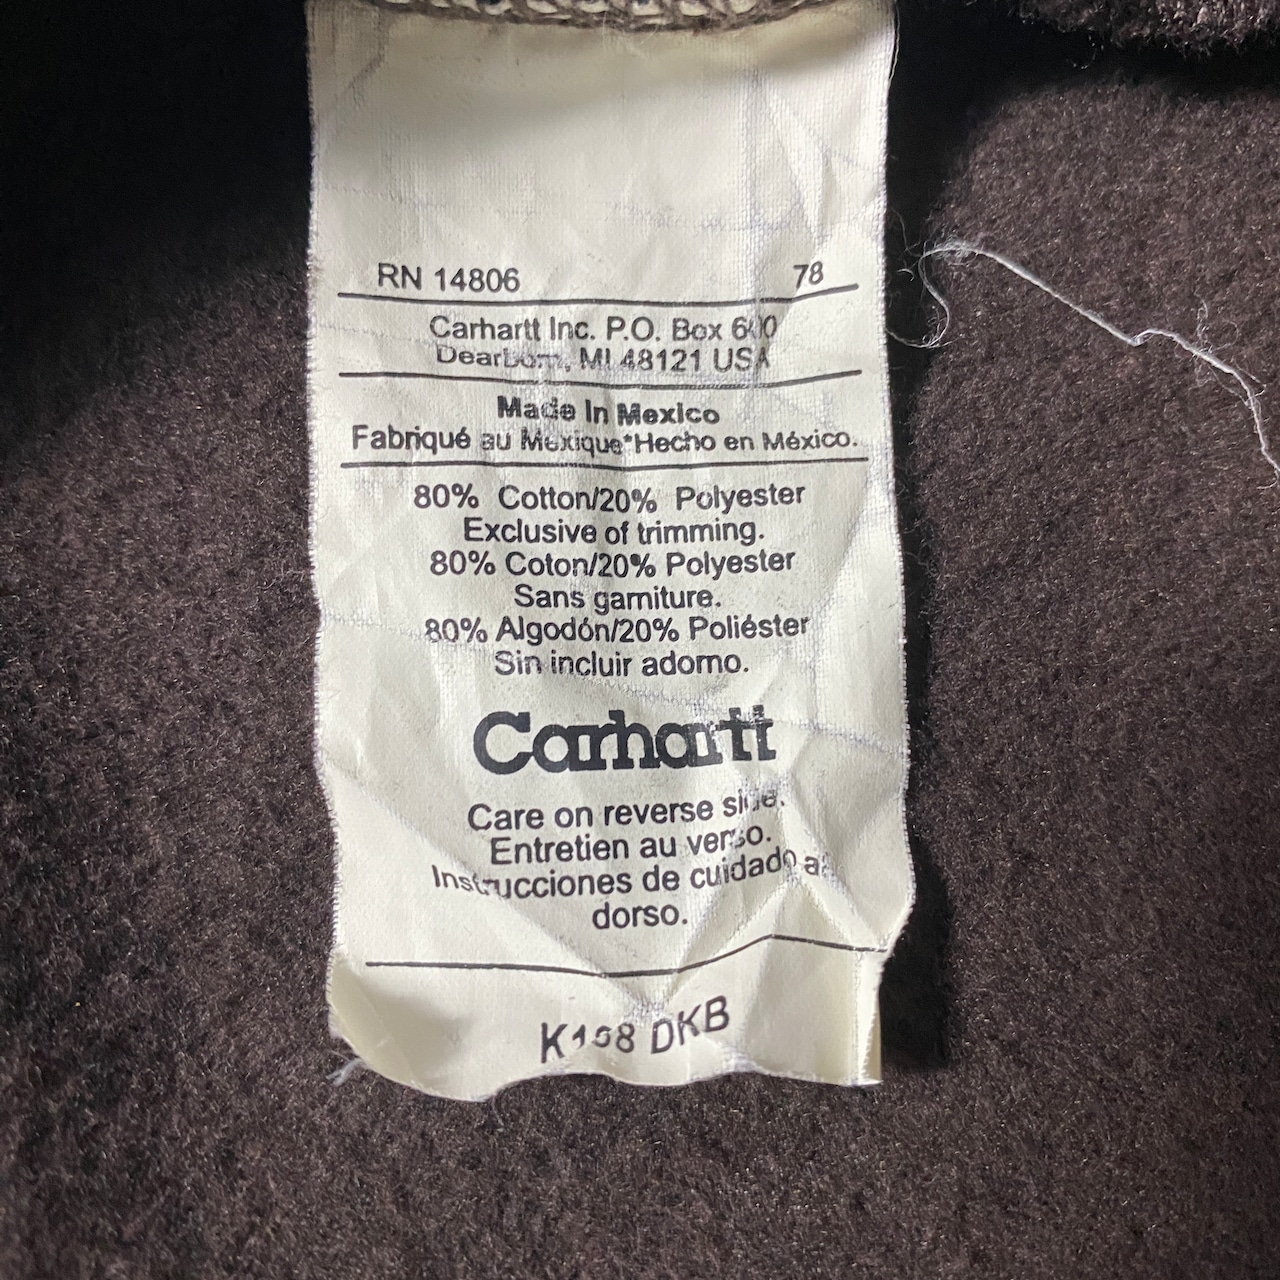 RN 14806 78
Carhartt Inc. P.O. Box 600
Dearborn, MI 48121 USA
Made In Mexico
Fabriqué au Mexique*Hecho en México.
80% Cotton/20% Polyester
Exclusive of trimming.
80% Coton/20% Polyester
Sans garniture.
80% Algodón/20% Poliéster
Sin incluir adorno.
Carhartt
Care on reverse side.
Entretien au verso.
Instrucciones de cuidado al
dorso.
DKB